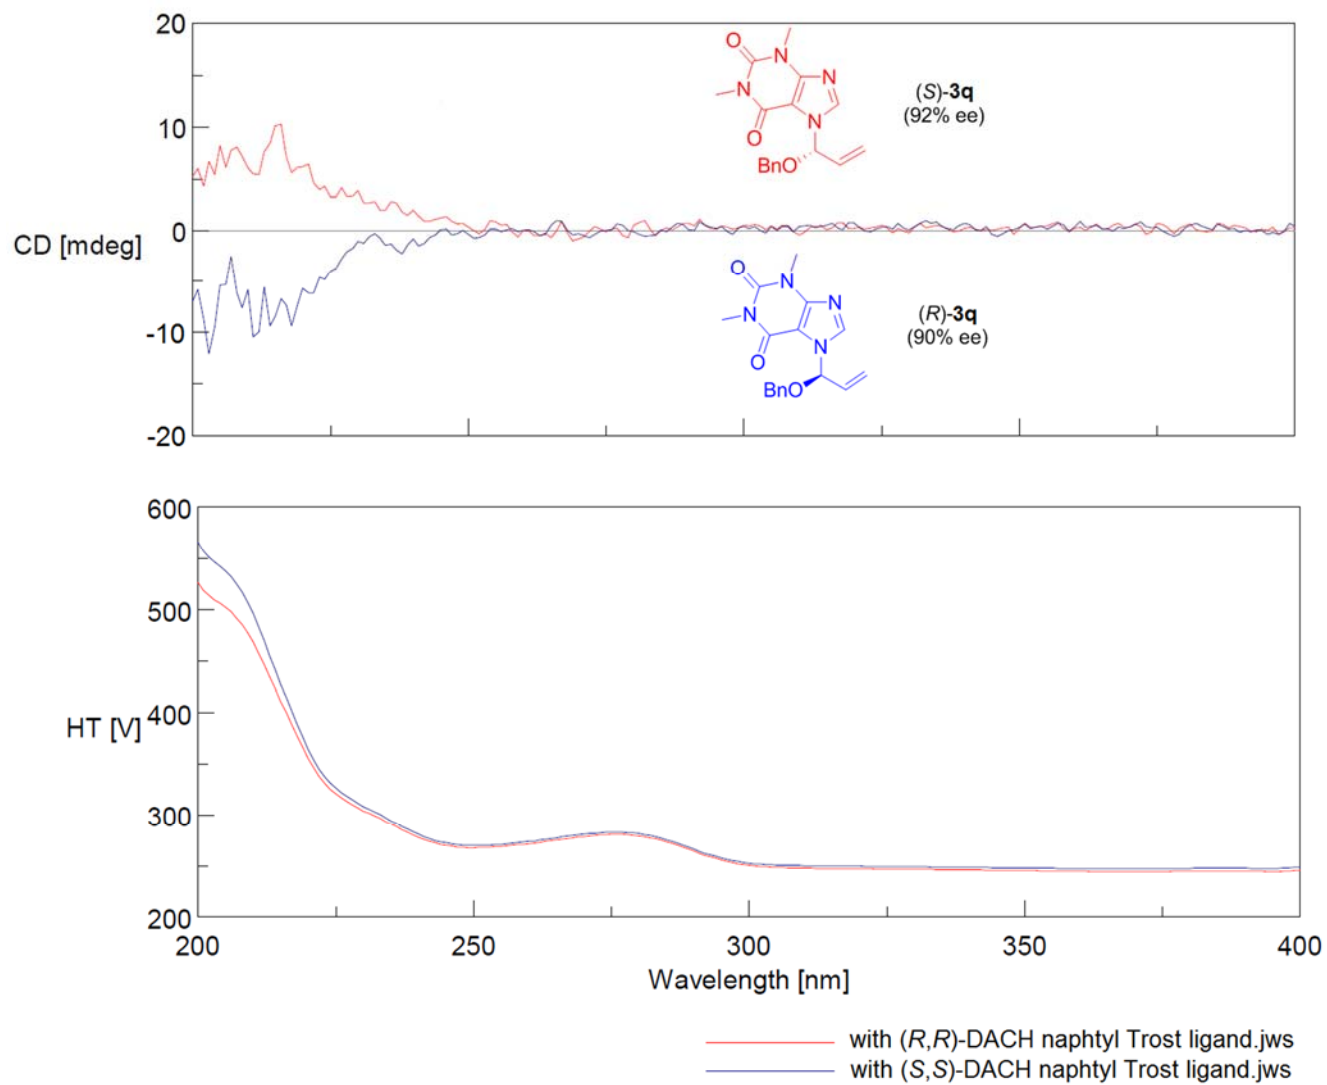 20
10
0
-10
-20
CD [mdeg]
O
N
N
N
N
O
BnO
(S)-3q
(92% ee)
O
N
N
N
N
O
BnO
(R)-3q
(90% ee)
600
500
400
300
200
HT [V]
200 250 300 350 400
Wavelength [nm]
with (R,R)-DACH naphtyl Trost ligand.jws
with (S,S)-DACH naphtyl Trost ligand.jws